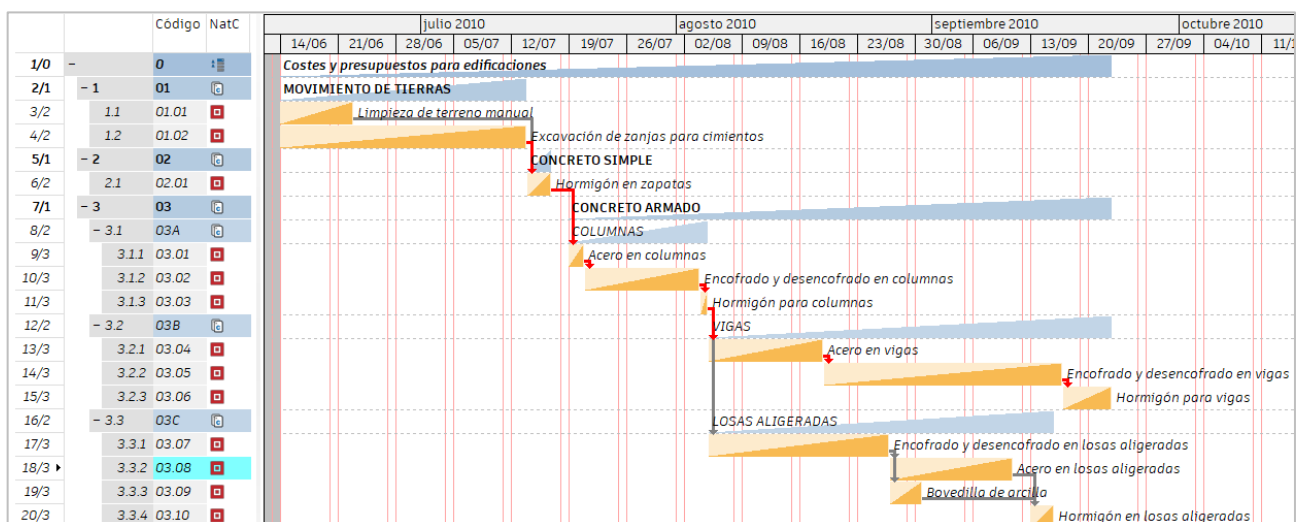 Código NatC julio 2010 agosto 2010 septiembre 2010 octubre 2010
14/06 21/06 28/06 05/07 12/07 19/07 26/07 02/08 09/08 16/08 23/08 30/08 06/09 13/09 20/09 27/09 04/10 11/1
1/0 - 0 Costes y presupuestos para edificaciones
2/1 - 1 01 MOVIMIENTO DE TIERRAS
3/2 1.1 01.01 Limpieza de terreno manual
4/2 1.2 01.02 Excavación de zanjas para cimientos
5/1 - 2 02 CONCRETO SIMPLE
6/2 2.1 02.01 Hormigón en zapatas
7/1 - 3 03 CONCRETO ARMADO
8/2 - 3.1 03A COLUMNAS
9/3 3.1.1 03.01 Acero en columnas
10/3 3.1.2 03.02 Encofrado y desencofrado en columnas
11/3 3.1.3 03.03 Hormigón para columnas
12/2 - 3.2 03B VIGAS
13/3 3.2.1 03.04 Acero en vigas
14/3 3.2.2 03.05 Encofrado y desencofrado en vigas
15/3 3.2.3 03.06 Hormigón para vigas
16/2 - 3.3 03C LOSAS ALIGERADAS
17/3 3.3.1 03.07 Encofrado y desencofrado en losas aligeradas
18/3 3.3.2 03.08 Acero en losas aligeradas
19/3 3.3.3 03.09 Bovedilla de arcilla
20/3 3.3.4 03.10 Hormigón en losas aligeradas